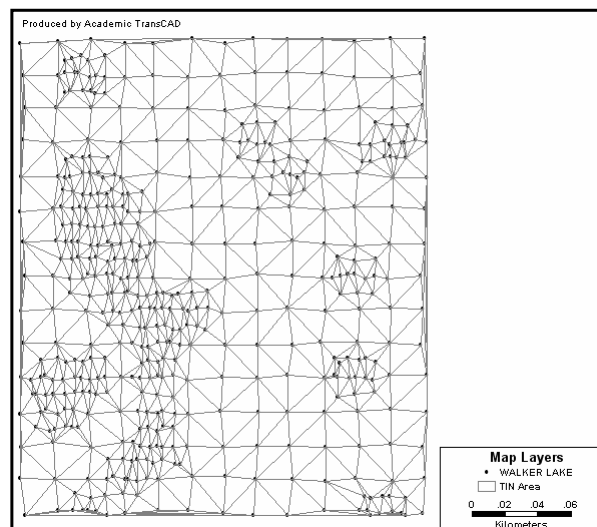 Produced by Academic TransCAD
Map Layers
WALKER LAKE
TIN Area
0 .02 .04 .06
Kilometers